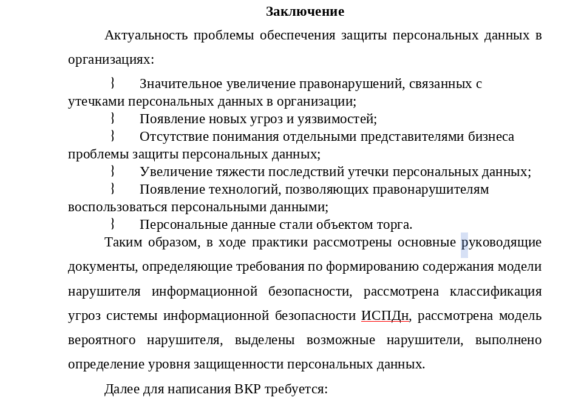 Заключение
Актуальность проблемы обеспечения защиты персональных данных в
организациях:
} Значительное увеличение правонарушений, связанных с
утечками персональных данных в организации;
} Появление новых угроз и уязвимостей;
} Отсутствие понимания отдельными представителями бизнеса
проблемы защиты персональных данных;
} Увеличение тяжести последствий утечки персональных данных;
} Появление технологий, позволяющих правонарушителям
воспользоваться персональными данными;
} Персональные данные стали объектом торга.
Таким образом, в ходе практики рассмотрены основные руководящие
документы, определяющие требования по формированию содержания модели
нарушителя информационной безопасности, рассмотрена классификация
угроз системы информационной безопасности ИСПДн, рассмотрена модель
вероятного нарушителя, выделены возможные нарушители, выполнено
определение уровня защищенности персональных данных.
Далее для написания ВКР требуется: